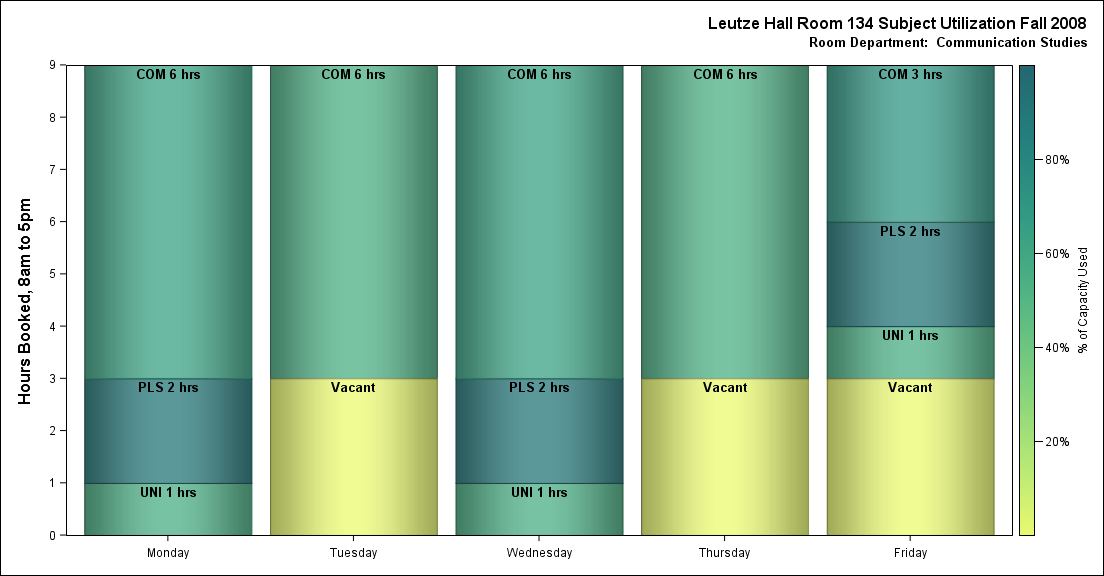 Leutze Hall Room 134 Subject Utilization Fall 2008
Room Department:  Communication Studies
Hours Booked, 8am to 5pm
9
8
7
6
5
4
3
2
1
0
COM 6 hrs
PLS 2 hrs
UNI 1 hrs
COM 6 hrs
Vacant
COM 6 hrs
PLS 2 hrs
UNI 1 hrs
COM 6 hrs
Vacant
COM 3 hrs
PLS 2 hrs
UNI 1 hrs
Vacant
Monday
Tuesday
Wednesday
Thursday
Friday
80%
60%
40%
20%
% of Capacity Used